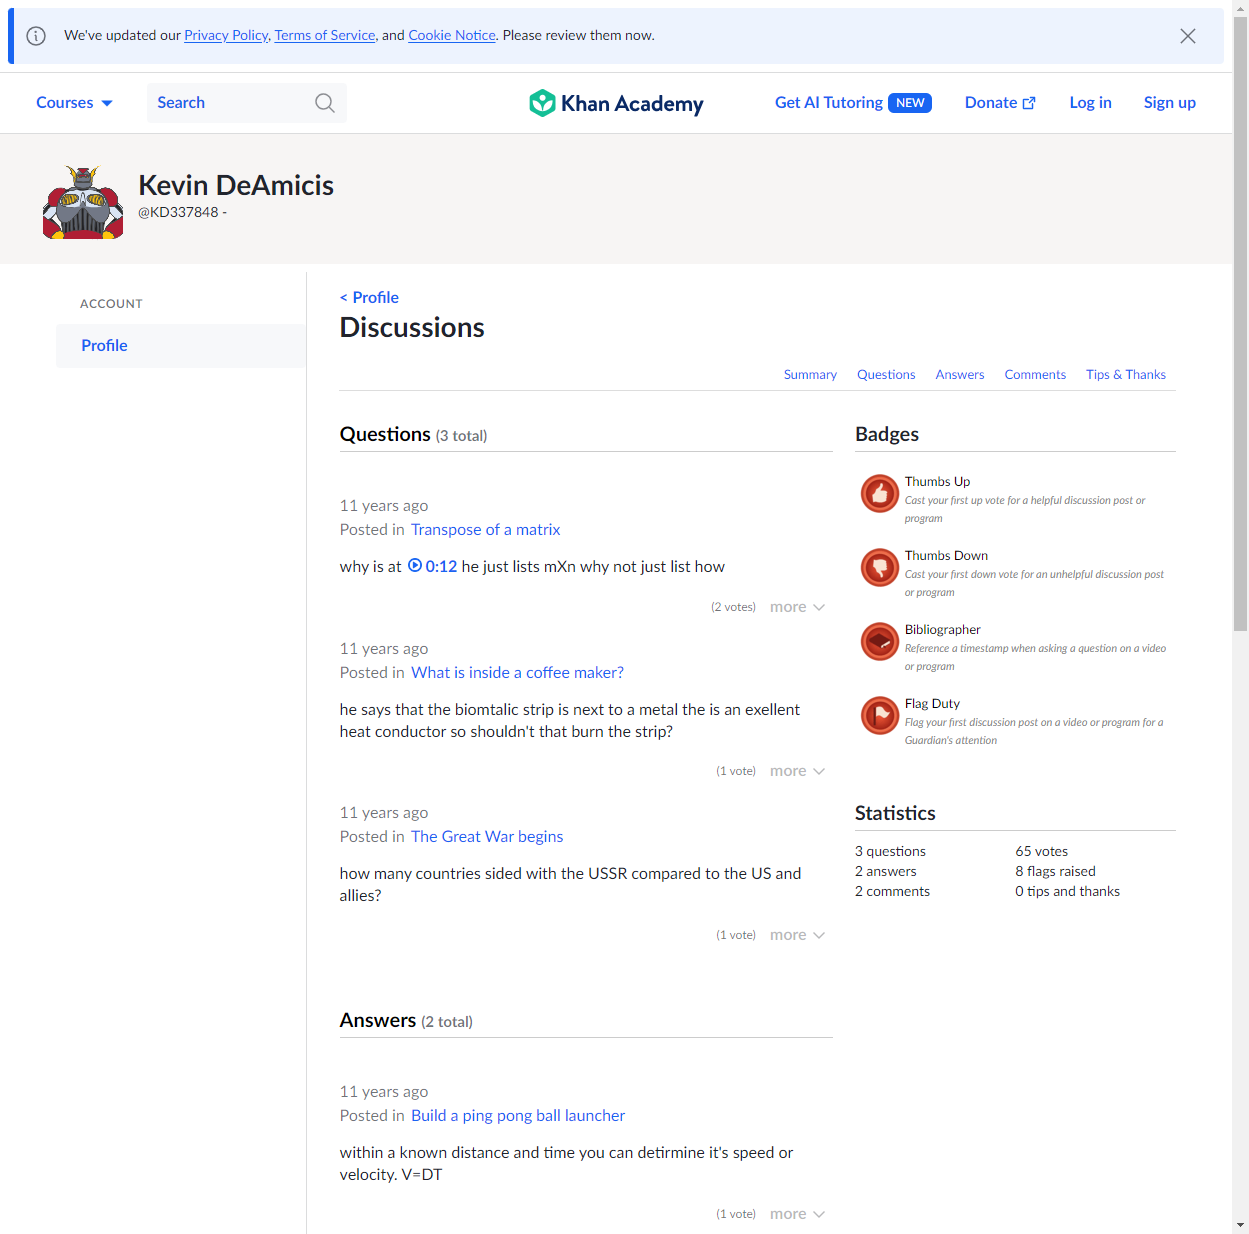 We've updated our Privacy Policy, Terms of Service, and Cookie Notice. Please review them now.
Courses
Search
Khan Academy
Get AI Tutoring NEW
Donate
Log in
Sign up
Kevin DeAmicis
@KD337848 -
ACCOUNT
Profile
< Profile
Discussions
Summary Questions Answers Comments Tips & Thanks
Questions (3 total)
11 years ago
Posted in Transpose of a matrix
why is at 0:12 he just lists mXn why not just list how
(2 votes) more
11 years ago
Posted in What is inside a coffee maker?
he says that the biomtalic strip is next to a metal the is an exellent
heat conductor so shouldn't that burn the strip?
(1 vote) more
11 years ago
Posted in The Great War begins
how many countries sided with the USSR compared to the US and
allies?
(1 vote) more
Answers (2 total)
11 years ago
Posted in Build a ping pong ball launcher
within a known distance and time you can detirmine it's speed or
velocity. V=DT
(1 vote) more
Badges
Thumbs Up
Cast your first up vote for a helpful discussion post or
program
Thumbs Down
Cast your first down vote for an unhelpful discussion post
or program
Bibliographer
Reference a timestamp when asking a question on a video
or program
Flag Duty
Flag your first discussion post on a video or program for a
Guardian's attention
Statistics
3 questions
2 answers
2 comments
65 votes
8 flags raised
0 tips and thanks